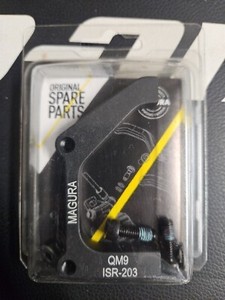 ORIGINAL
SPARE
PARTS
MAGURA
QM9
ISR-203